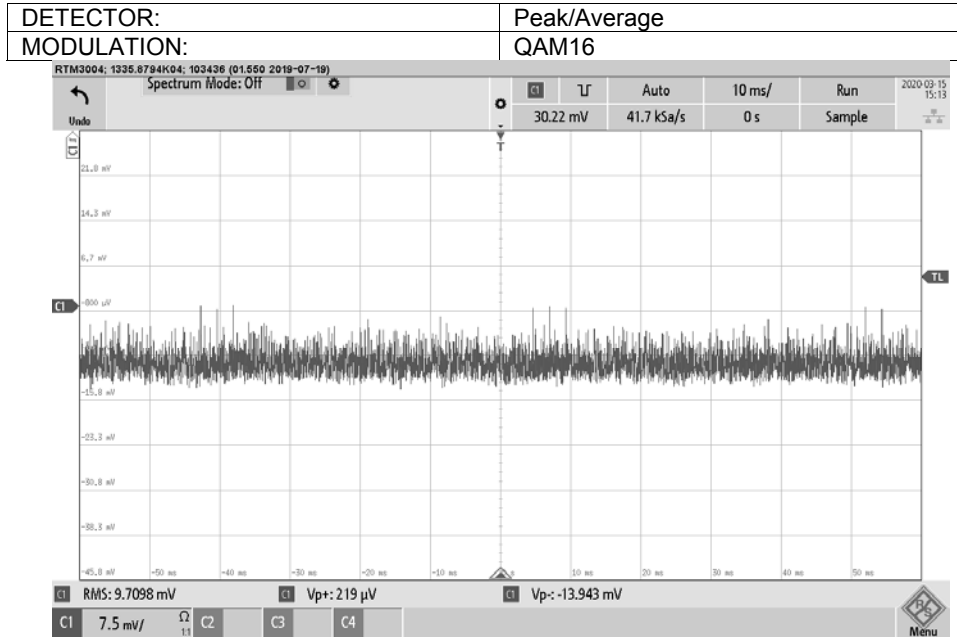 DETECTOR: Peak/Average
MODULATION: QAM16
RTM3004; 1335.8794K04; 103436 (01.550 2019-07-19)
Undo Spectrum Mode: Off C1 Auto 10 ms/ Run 2020-03-15
15:13
30.22 mV 41.7 kSa/s 0 s Sample
C1
T
21.8 mV
14.3 mV
6.7 mV
TL
C1 -800 µV
-15.8 mV
-23.3 mV
-30.8 mV
-38.3 mV
-45.8 mV -50 ms -40 ms -30 ms -20 ms -10 ms s 10 ms 20 ms 30 ms 40 ms 50 ms
C1 RMS: 9.7098 mV C1 Vp+: 219 µV C1 Vp-: -13.943 mV
C1 7.5 mV/ Ω 1:1 C2 C3 C4 R&S Menu